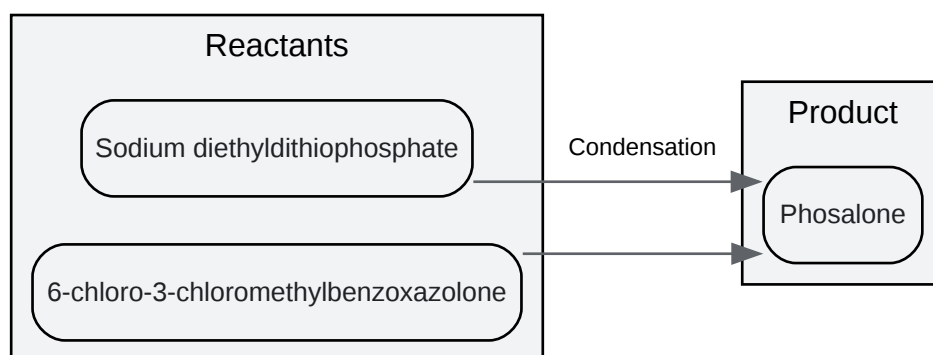 Reactants
Sodium diethyldithiophosphate
6-chloro-3-chloromethylbenzoxazolone
Condensation
Product
Phosalone